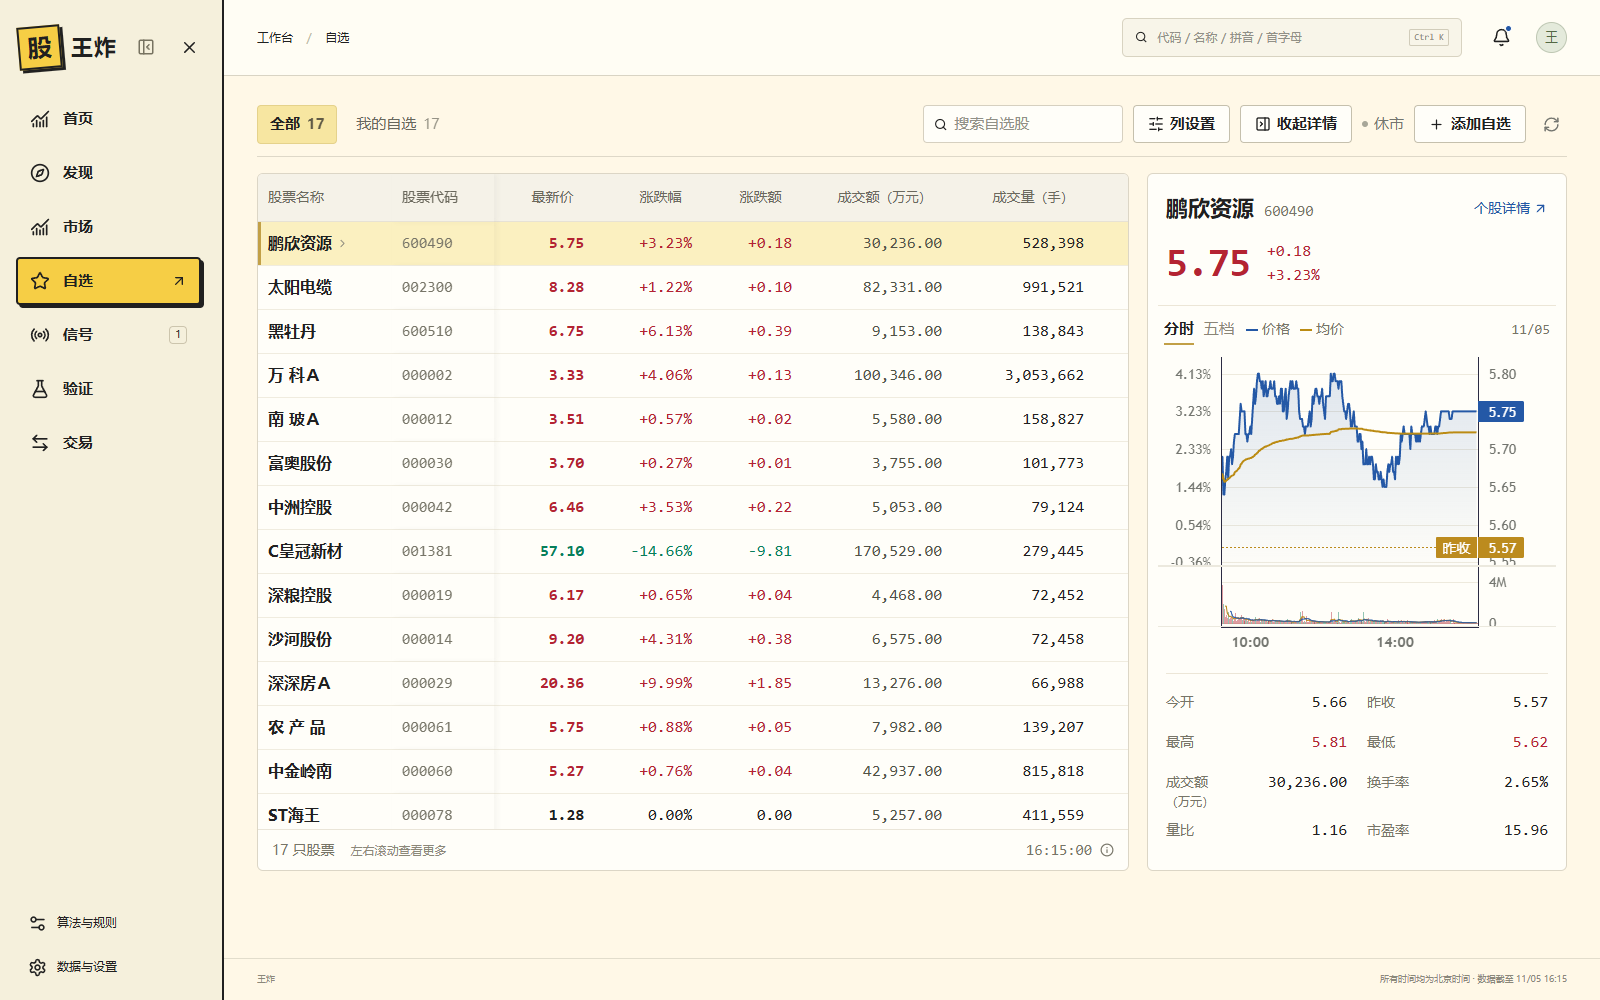 股 王炸
首页
发现
市场
自选
信号 1
验证
交易
算法与规则
数据与设置
工作台 / 自选
代码 / 名称 / 拼音 / 首字母 Ctrl K
王
全部 17 我的自选 17
搜索自选股 列设置 收起详情 休市 添加自选
股票名称 股票代码 最新价 涨跌幅 涨跌额 成交额 (万元) 成交量 (手)
鹏欣资源 600490 5.75 +3.23% +0.18 30,236.00 528,398
太阳电缆 002300 8.28 +1.22% +0.10 82,331.00 991,521
黑牡丹 600510 6.75 +6.13% +0.39 9,153.00 138,843
万 科A 000002 3.33 +4.06% +0.13 100,346.00 3,053,662
南 玻A 000012 3.51 +0.57% +0.02 5,580.00 158,827
富奥股份 000030 3.70 +0.27% +0.01 3,755.00 101,773
中洲控股 000042 6.46 +3.53% +0.22 5,053.00 79,124
C皇冠新材 001381 57.10 -14.66% -9.81 170,529.00 279,445
深粮控股 000019 6.17 +0.65% +0.04 4,468.00 72,452
沙河股份 000014 9.20 +4.31% +0.38 6,575.00 72,458
深深房A 000029 20.36 +9.99% +1.85 13,276.00 66,988
农 产 品 000061 5.75 +0.88% +0.05 7,982.00 139,207
中金岭南 000060 5.27 +0.76% +0.04 42,937.00 815,818
ST海王 000078 1.28 0.00% 0.00 5,257.00 411,559
17 只股票 左右滚动查看更多 16:15:00
鹏欣资源 600490 个股详情
5.75 +0.18
+3.23%
分时 五档 价格 均价 11/05
4.13% 5.80
3.23% 5.75
2.33% 5.70
1.44% 5.65
0.54% 5.60
昨收 5.57
-0.36% 5.55
4M
0
10:00 14:00
今开 5.66 昨收 5.57
最高 5.81 最低 5.62
成交额 30,236.00 换手率 2.65%
(万元)
量比 1.16 市盈率 15.96
王炸
所有时间均为北京时间 · 数据截至 11/05 16:15